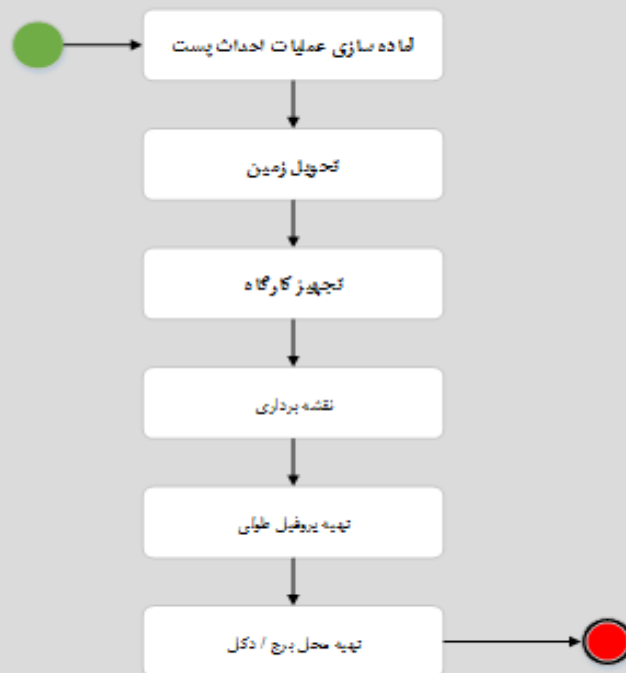 آماده سازی عملیات احداث پست
تحویل زمین
تجهیز کارگاه
نقشه برداری
تهیه پروفیل طولی
تهیه محل برج / دکل